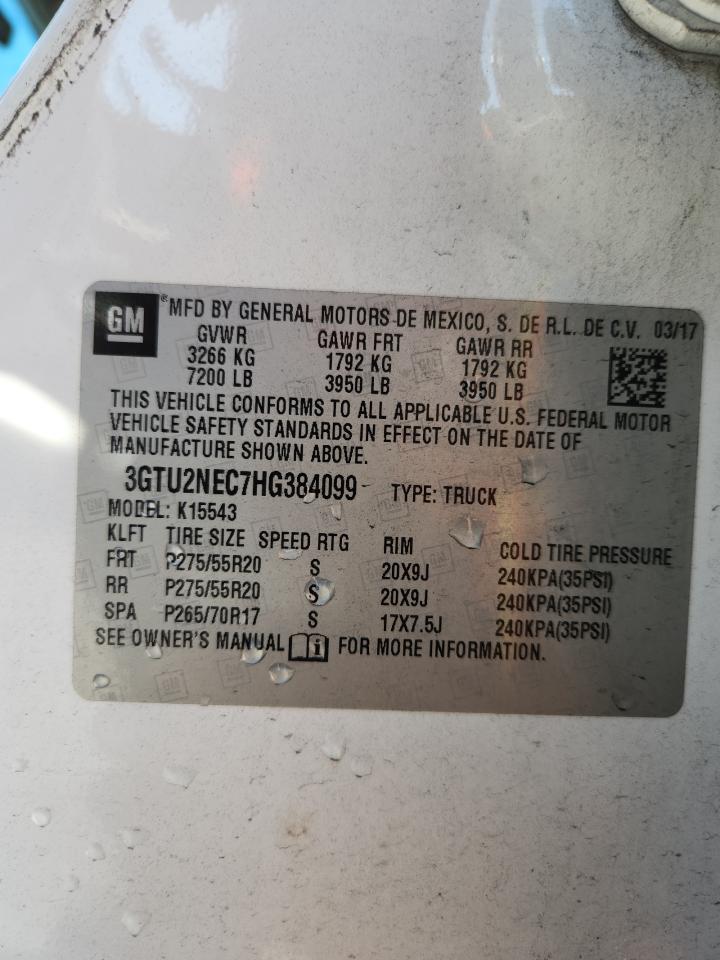 GM
®MFD BY GENERAL MOTORS DE MEXICO, S. DE R.L. DE C.V. 03/17
GVWR GAWR FRT GAWR RR
3266 KG 1792 KG 1792 KG
7200 LB 3950 LB 3950 LB
THIS VEHICLE CONFORMS TO ALL APPLICABLE U.S. FEDERAL MOTOR
VEHICLE SAFETY STANDARDS IN EFFECT ON THE DATE OF
MANUFACTURE SHOWN ABOVE.
3GTU2NEC7HG384099 TYPE: TRUCK
MODEL: K15543
KLFT TIRE SIZE SPEED RTG RIM COLD TIRE PRESSURE
FRT P275/55R20 S 20X9J 240KPA(35PSI)
RR P275/55R20 S 20X9J 240KPA(35PSI)
SPA P265/70R17 S 17X7.5J 240KPA(35PSI)
SEE OWNER'S MANUAL i FOR MORE INFORMATION.